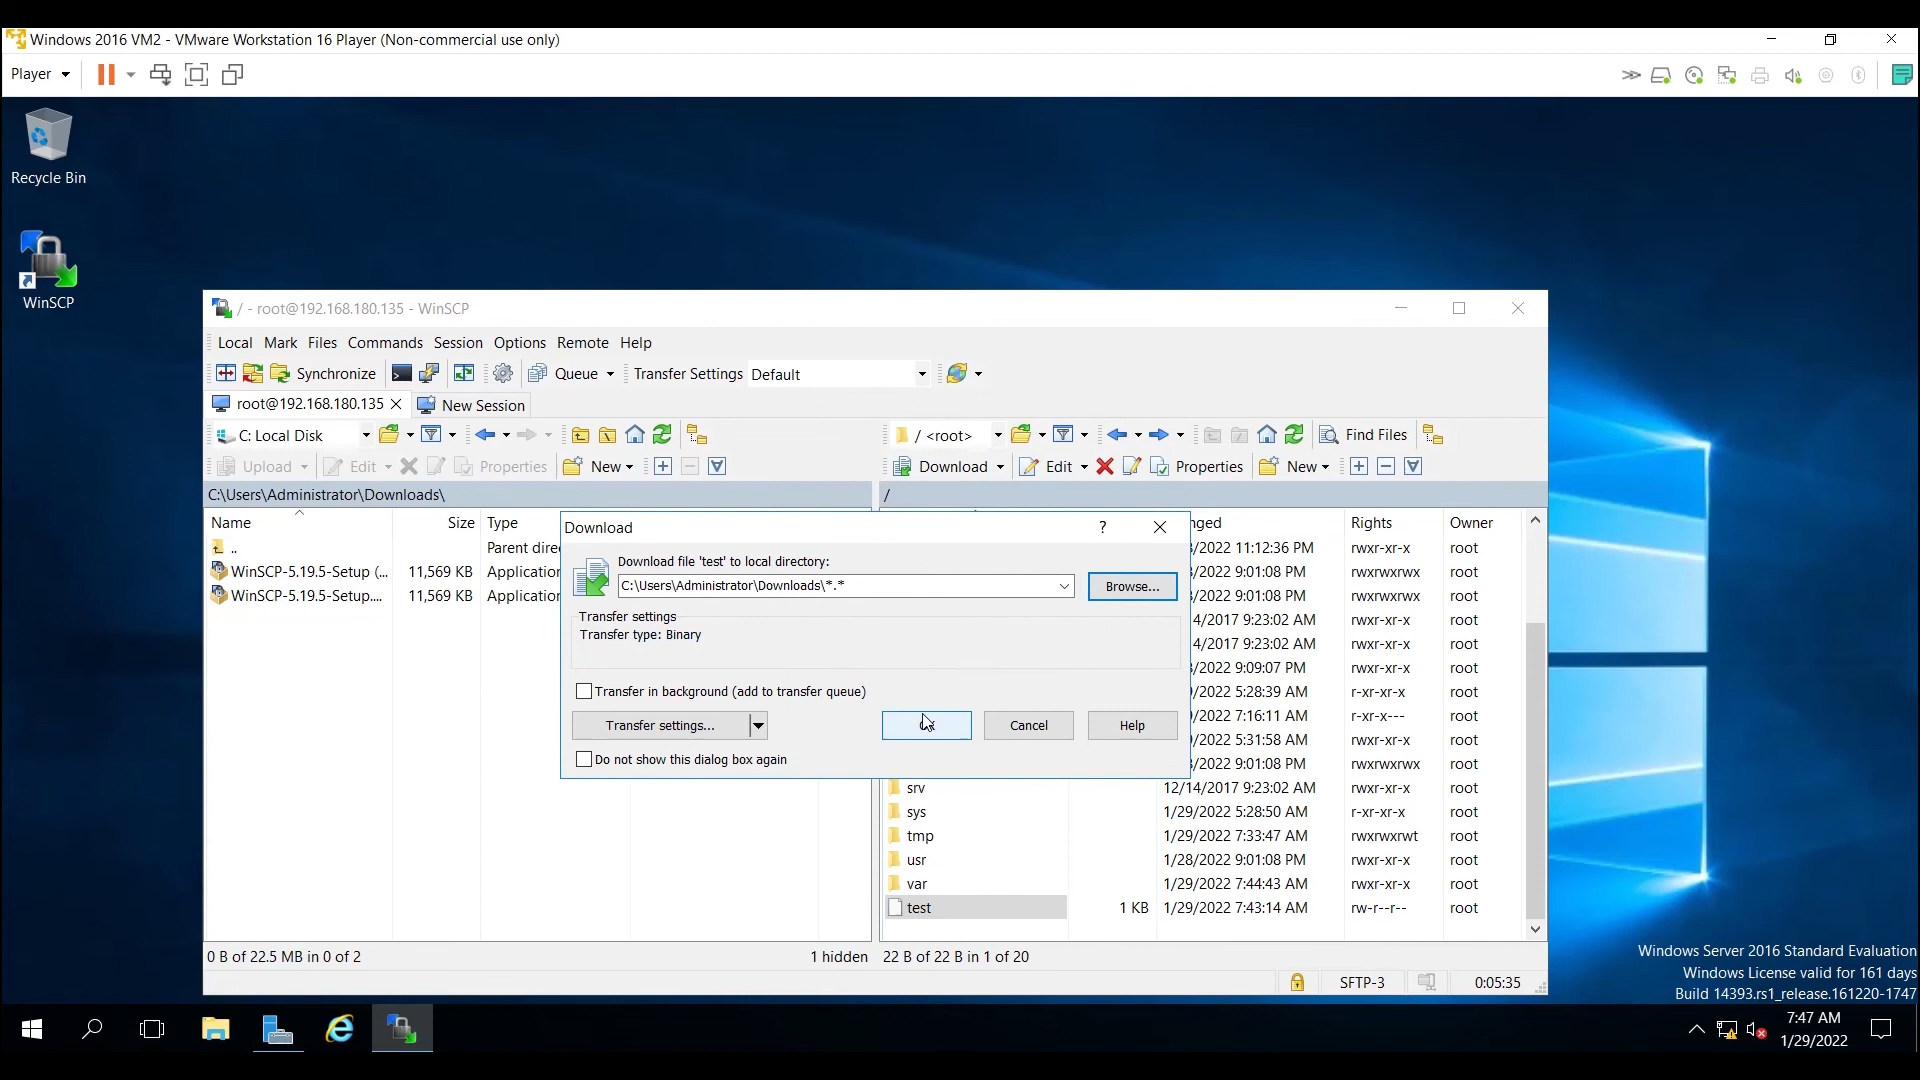 Windows 2016 VM2 - VMware Workstation 16 Player (Non-commercial use only)
Player
Recycle Bin
WinSCP
/ - root@192.168.180.135 - WinSCP
Local Mark Files Commands Session Options Remote Help
Synchronize Queue Transfer Settings Default
root@192.168.180.135 New Session
C: Local Disk / <root> Find Files
Upload Edit Properties New Download Edit Properties New
C:\Users\Administrator\Downloads\ /
Name Size Type nged Rights Owner
.. Parent dire 11:12:36 PM rwxr-xr-x root
WinSCP-5.19.5-Setup (... 11,569 KB Application /2022 9:01:08 PM rwxrwxrwx root
WinSCP-5.19.5-Setup.... 11,569 KB Application /2022 9:01:08 PM rwxrwxrwx root
4/2017 9:23:02 AM rwxr-xr-x root
4/2017 9:23:02 AM rwxr-xr-x root
/2022 9:09:07 PM rwxr-xr-x root
/2022 5:28:39 AM r-xr-xr-x root
/2022 7:16:11 AM r-xr-x--- root
/2022 5:31:58 AM rwxr-xr-x root
/2022 9:01:08 PM rwxrwxrwx root
Download ?
Download file 'test' to local directory:
C:\Users\Administrator\Downloads\*.* Browse...
Transfer settings
Transfer type: Binary
Transfer in background (add to transfer queue)
Transfer settings... Cancel Help
Do not show this dialog box again
srv 12/14/2017 9:23:02 AM rwxr-xr-x root
sys 1/29/2022 5:28:50 AM r-xr-xr-x root
tmp 1/29/2022 7:33:47 AM rwxrwxrwt root
usr 1/28/2022 9:01:08 PM rwxr-xr-x root
var 1/29/2022 7:44:43 AM rwxr-xr-x root
test 1 KB 1/29/2022 7:43:14 AM rw-r--r-- root
0 B of 22.5 MB in 0 of 2 1 hidden 22 B of 22 B in 1 of 20
SFTP-3 0:05:35
Windows Server 2016 Standard Evaluation
Windows License valid for 161 days
Build 14393.rs1_release.161220-1747
7:47 AM
1/29/2022